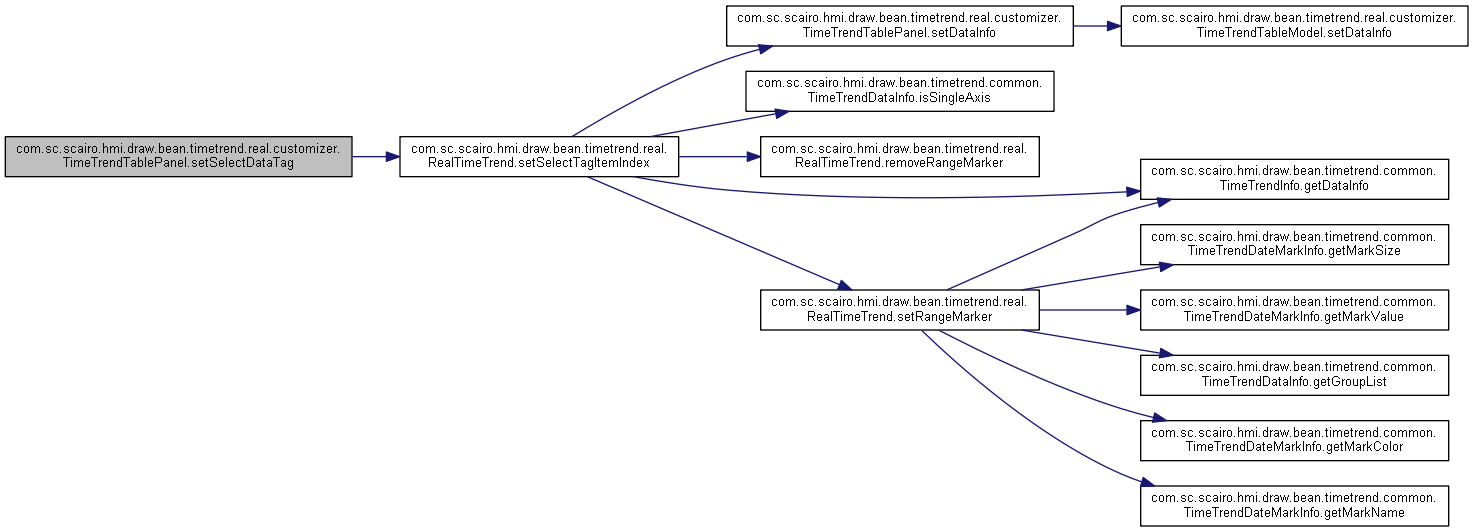 com.sc.scairo.hmi.draw.bean.timetrend.real.customizer.
TimeTrendTablePanel.setSelectDataTag
com.sc.scairo.hmi.draw.bean.timetrend.real.
RealTimeTrend.setSelectTagItemIndex
com.sc.scairo.hmi.draw.bean.timetrend.real.customizer.
TimeTrendTablePanel.setDataInfo
com.sc.scairo.hmi.draw.bean.timetrend.real.customizer.
TimeTrendTableModel.setDataInfo
com.sc.scairo.hmi.draw.bean.timetrend.common.
TimeTrendDataInfo.isSingleAxis
com.sc.scairo.hmi.draw.bean.timetrend.real.
RealTimeTrend.removeRangeMarker
com.sc.scairo.hmi.draw.bean.timetrend.common.
TimeTrendInfo.getDataInfo
com.sc.scairo.hmi.draw.bean.timetrend.real.
RealTimeTrend.setRangeMarker
com.sc.scairo.hmi.draw.bean.timetrend.common.
TimeTrendDateMarkInfo.getMarkSize
com.sc.scairo.hmi.draw.bean.timetrend.common.
TimeTrendDateMarkInfo.getMarkValue
com.sc.scairo.hmi.draw.bean.timetrend.common.
TimeTrendDataInfo.getGroupList
com.sc.scairo.hmi.draw.bean.timetrend.common.
TimeTrendDateMarkInfo.getMarkColor
com.sc.scairo.hmi.draw.bean.timetrend.common.
TimeTrendDateMarkInfo.getMarkName